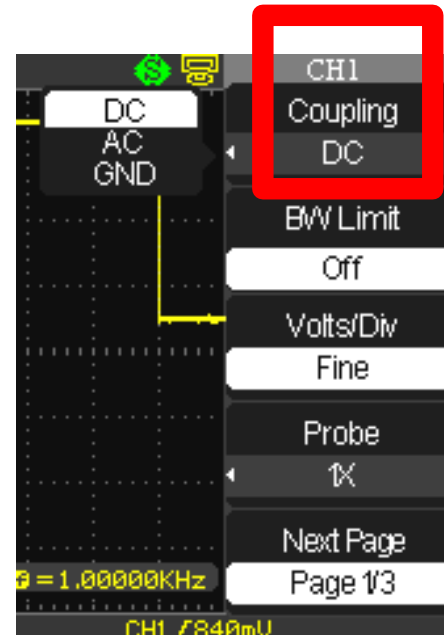 CH1
DC
AC
GND
Coupling
DC
BW Limit
Off
Volts/Div
Fine
Probe
1X
Next Page
Page 1/3
=1.00000KHz
CH1 /840mV